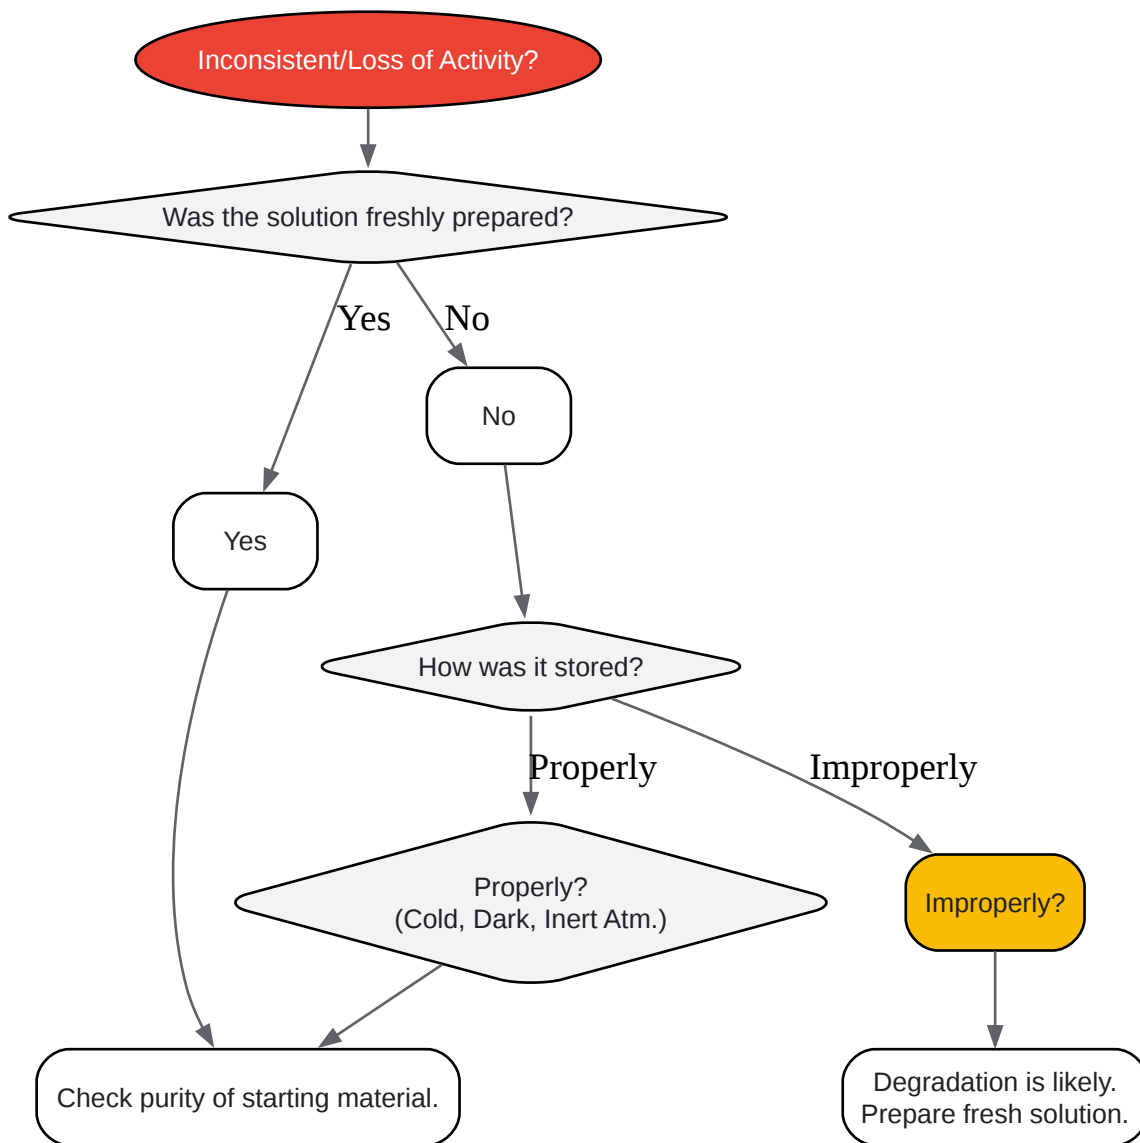 Inconsistent/Loss of Activity?
Was the solution freshly prepared?
Yes
No
No
Yes
How was it stored?
Properly
Improperly
Properly?
(Cold, Dark, Inert Atm.)
Improperly?
Check purity of starting material.
Degradation is likely.
Prepare fresh solution.